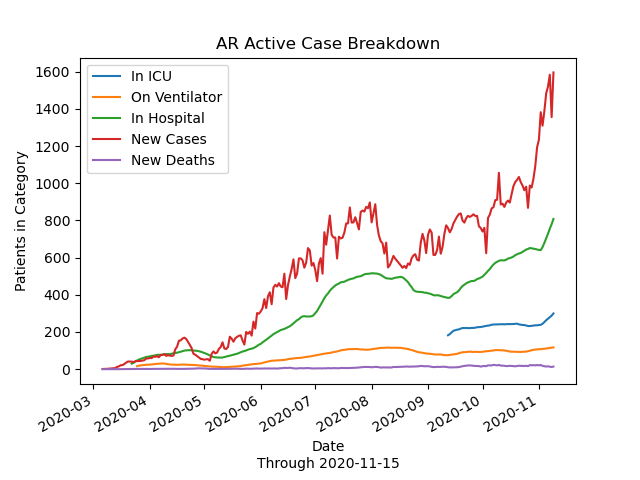 AR Active Case Breakdown
In ICU
On Ventilator
In Hospital
New Cases
New Deaths
Patients in Category
1600
1400
1200
1000
800
600
400
200
0
2020-03
2020-04
2020-05
2020-06
2020-07
2020-08
2020-09
2020-10
2020-11
Date
Through 2020-11-15